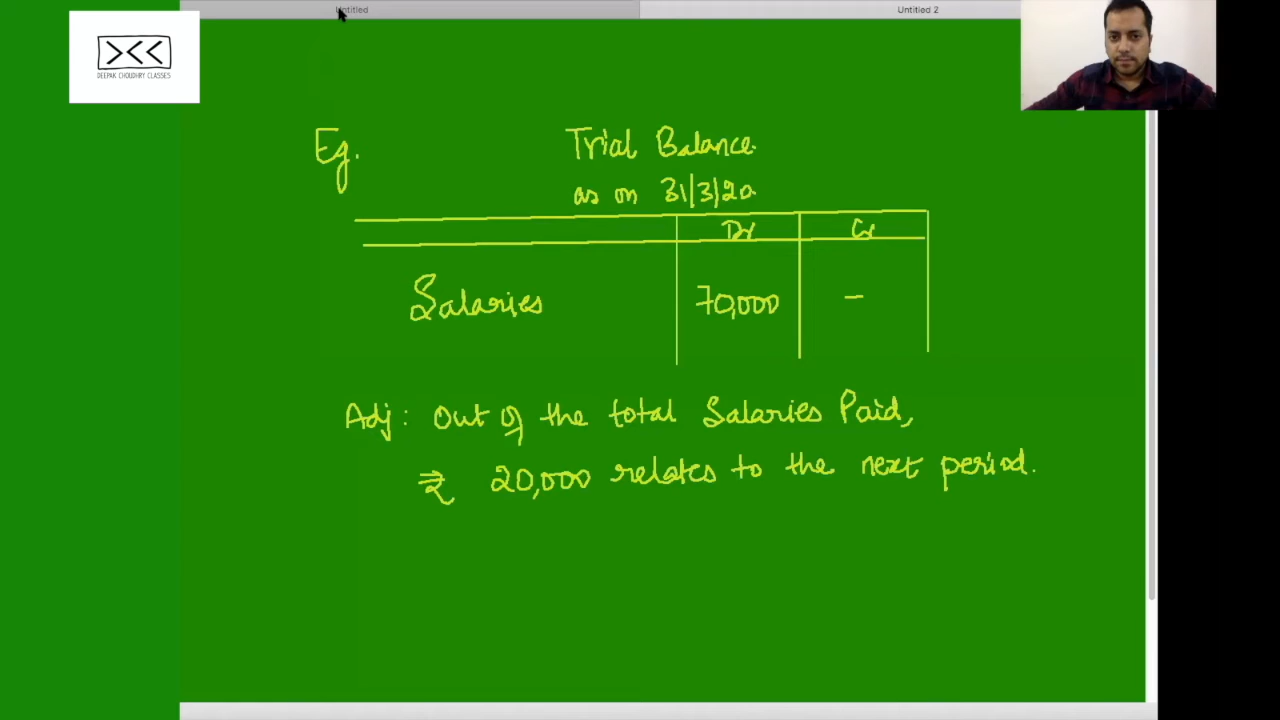 Untitled
Untitled 2
DEEPAK CHOUDHRY CLASSES
Eg.
Trial Balance
as on 31/3/20
Dr Cr
Salaries 70,000 –
Adj: Out of the total Salaries Paid,
₹ 20,000 relates to the next period.